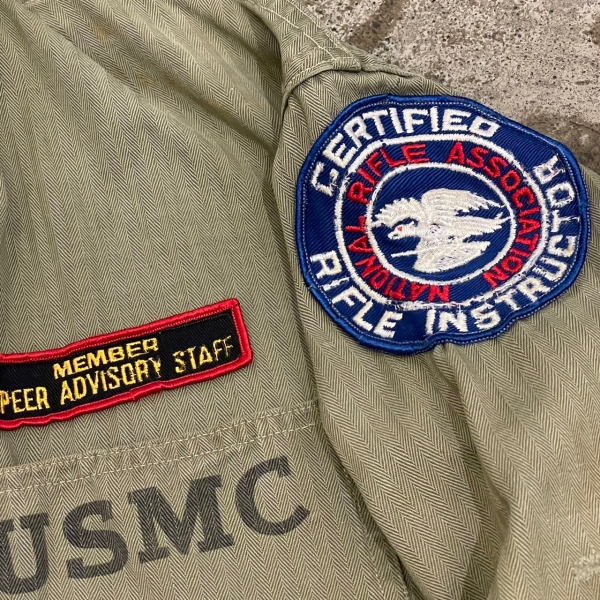 CERTIFIED
RIFLE INSTRUCTOR
NATIONAL RIFLE ASSOCIATION
MEMBER
PEER ADVISORY STAFF
USMC